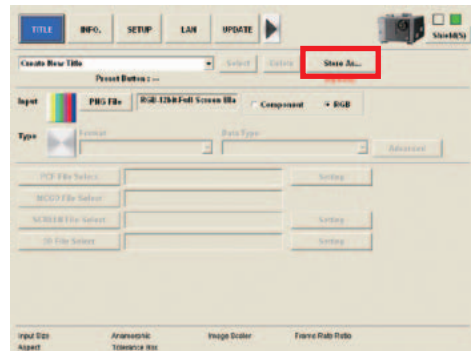 TITLE INFO. SETUP LAN UPDATE Shield(S)
Create New Title Select Delete Store As...
Preset Button : --
Input PNG File RGB-12bit Full Screen Component RGB
Type Format Data Type Advanced
PCF File Select Setting
MCGD File Select
SCREEN File Select Setting
3D File Select Setting
Input Size Anamorphic Image Scaler Frame Rate Ratio
Aspect Tolerance Box